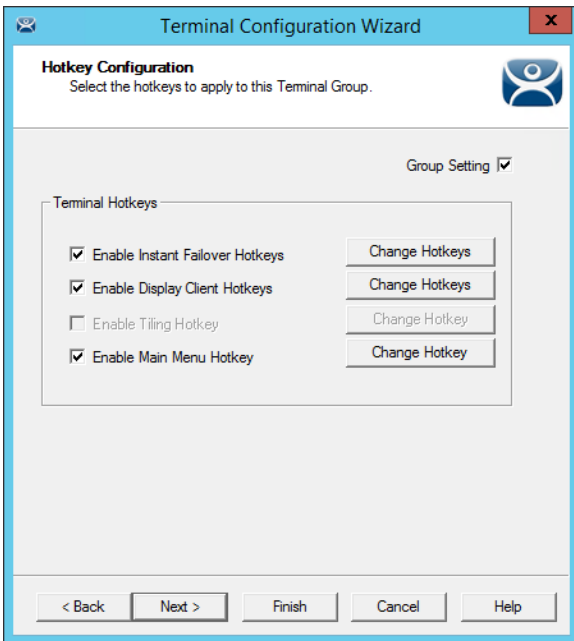 Terminal Configuration Wizard
x
Hotkey Configuration
Select the hotkeys to apply to this Terminal Group.
Group Setting
Terminal Hotkeys
Enable Instant Failover Hotkeys
Change Hotkeys
Enable Display Client Hotkeys
Change Hotkeys
Enable Tiling Hotkey
Change Hotkey
Enable Main Menu Hotkey
Change Hotkey
< Back
Next >
Finish
Cancel
Help